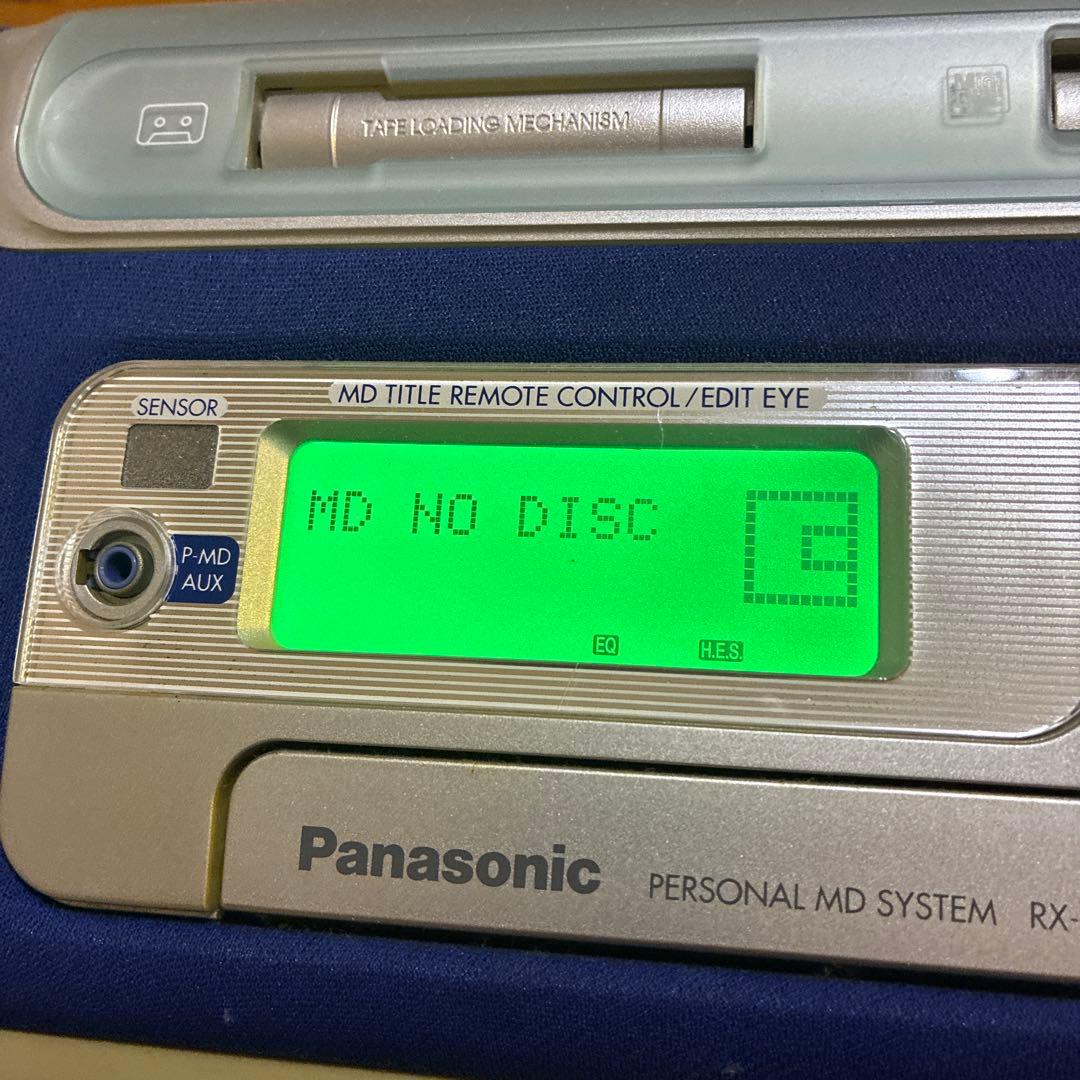 TAPE LOADING MECHANISM
SENSOR
MD TITLE REMOTE CONTROL/EDIT EYE
P-MD
AUX
MD NO DISC
EQ
H.E.S.
Panasonic
PERSONAL MD SYSTEM RX-